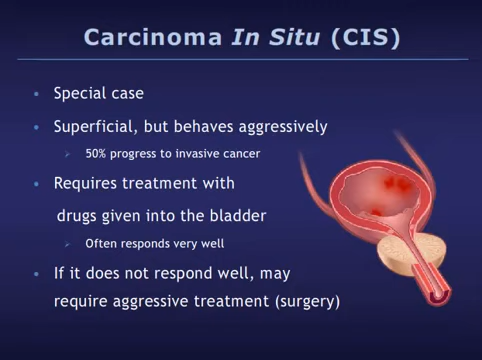 Carcinoma In Situ (CIS)
• Special case
• Superficial, but behaves aggressively
➢ 50% progress to invasive cancer
• Requires treatment with
drugs given into the bladder
➢ Often responds very well
• If it does not respond well, may
require aggressive treatment (surgery)